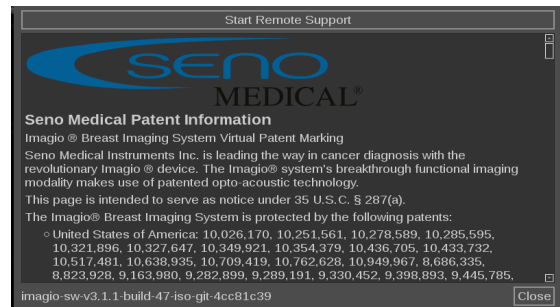 Start Remote Support
SENO
MEDICAL®
Seno Medical Patent Information
Imagio ® Breast Imaging System Virtual Patent Marking
Seno Medical Instruments Inc. is leading the way in cancer diagnosis with the
revolutionary Imagio ® device. The Imagio® system's breakthrough functional imaging
modality makes use of patented opto-acoustic technology.
This page is intended to serve as notice under 35 U.S.C. § 287(a).
The Imagio® Breast Imaging System is protected by the following patents:
○ United States of America: 10,026,170, 10,251,561, 10,278,589, 10,285,595,
10,321,896, 10,327,647, 10,349,921, 10,354,379, 10,436,705, 10,433,732,
10,517,481, 10,638,935, 10,709,419, 10,762,628, 10,949,967, 8,686,335,
8,823,928, 9,163,980, 9,282,899, 9,289,191, 9,330,452, 9,398,893, 9,445,785,
imagio-sw-v3.1.1-build-47-iso-git-4cc81c39
Close